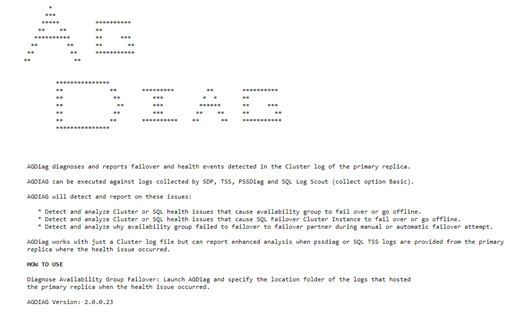 AG
DIAG
AGDiag diagnoses and reports failover and health events detected in the Cluster log of the primary replica.
AGDiag can be executed against logs collected by SDP, TSS, PSSDiag and SQL Log Scout (collect option Basic).
AGDiag will detect and report on these issues:
* Detect and analyze Cluster or SQL health issues that cause availability group to fail over or go offline.
* Detect and analyze Cluster or SQL health issues that cause SQL Failover Cluster Instance to fail over or go offline.
* Detect and analyze why availability group failed to failover to failover partner during manual or automatic failover attempt.
AGDiag works with just a Cluster log file but can report enhanced analysis when pssdiag or SQL TSS logs are provided from the primary
replica where the health issue occurred.
HOW TO USE
Diagnose Availability Group Failover: Launch AGDiag and specify the location folder of the logs that hosted
the primary replica when the health issue occurred.
AGDIAG Version: 2.0.0.23